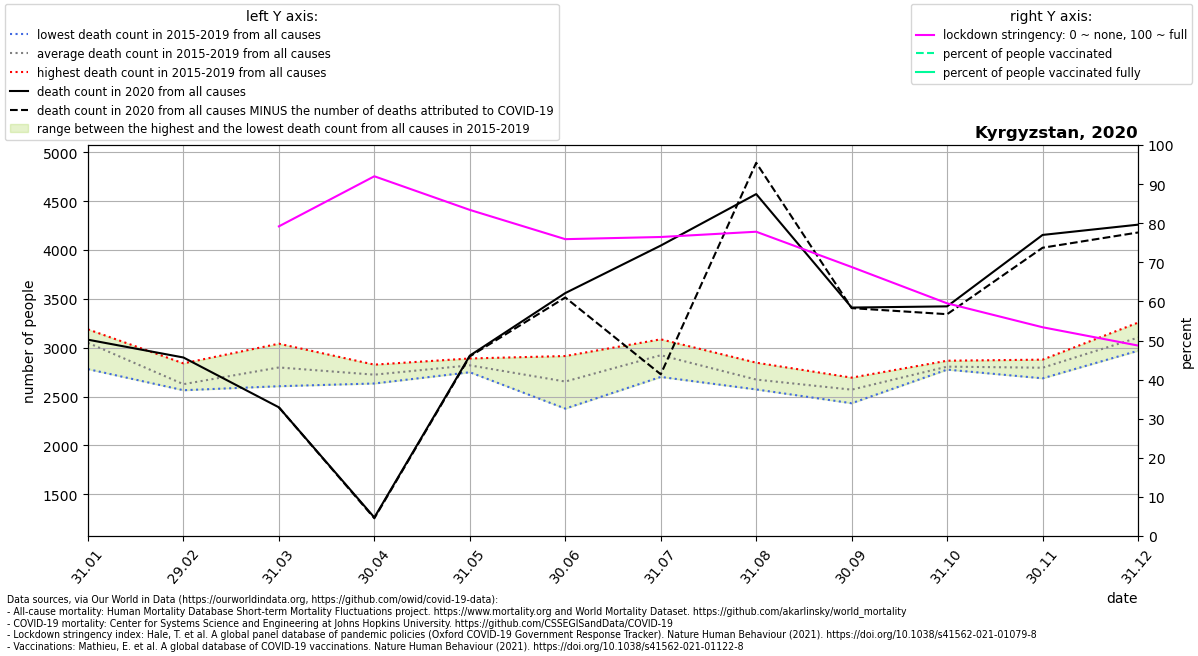 left Y axis:
lowest death count in 2015-2019 from all causes
average death count in 2015-2019 from all causes
highest death count in 2015-2019 from all causes
death count in 2020 from all causes
death count in 2020 from all causes MINUS the number of deaths attributed to COVID-19
range between the highest and the lowest death count from all causes in 2015-2019
right Y axis:
lockdown stringency: 0 ~ none, 100 ~ full
percent of people vaccinated
percent of people vaccinated fully
Kyrgyzstan, 2020
number of people
5000
4500
4000
3500
3000
2500
2000
1500
100
90
80
70
60
50
40
30
20
10
0
percent
31.01
29.02
31.03
30.04
31.05
30.06
31.07
31.08
30.09
31.10
30.11
31.12
date
Data sources, via Our World in Data (https://ourworldindata.org, https://github.com/owid/covid-19-data):
- All-cause mortality: Human Mortality Database Short-term Mortality Fluctuations project. https://www.mortality.org and World Mortality Dataset. https://github.com/akarlinsky/world_mortality
- COVID-19 mortality: Center for Systems Science and Engineering at Johns Hopkins University. https://github.com/CSSEGISandData/COVID-19
- Lockdown stringency index: Hale, T. et al. A global panel database of pandemic policies (Oxford COVID-19 Government Response Tracker). Nature Human Behaviour (2021). https://doi.org/10.1038/s41562-021-01079-8
- Vaccinations: Mathieu, E. et al. A global database of COVID-19 vaccinations. Nature Human Behaviour (2021). https://doi.org/10.1038/s41562-021-01122-8